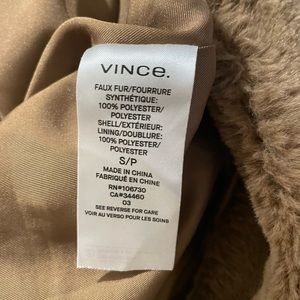 VINCE.
FAUX FUR/FOURRURE
SYNTHÉTIQUE:
100% POLYESTER/
POLYESTER
SHELL/EXTÉRIEUR:
LINING/DOUBLURE:
100% POLYESTER/
POLYESTER
S/P
MADE IN CHINA
FABRIQUÉ EN CHINE
RN#106730
CA#34460
03
SEE REVERSE FOR CARE
VOIR AU VERSO POUR LES SOINS